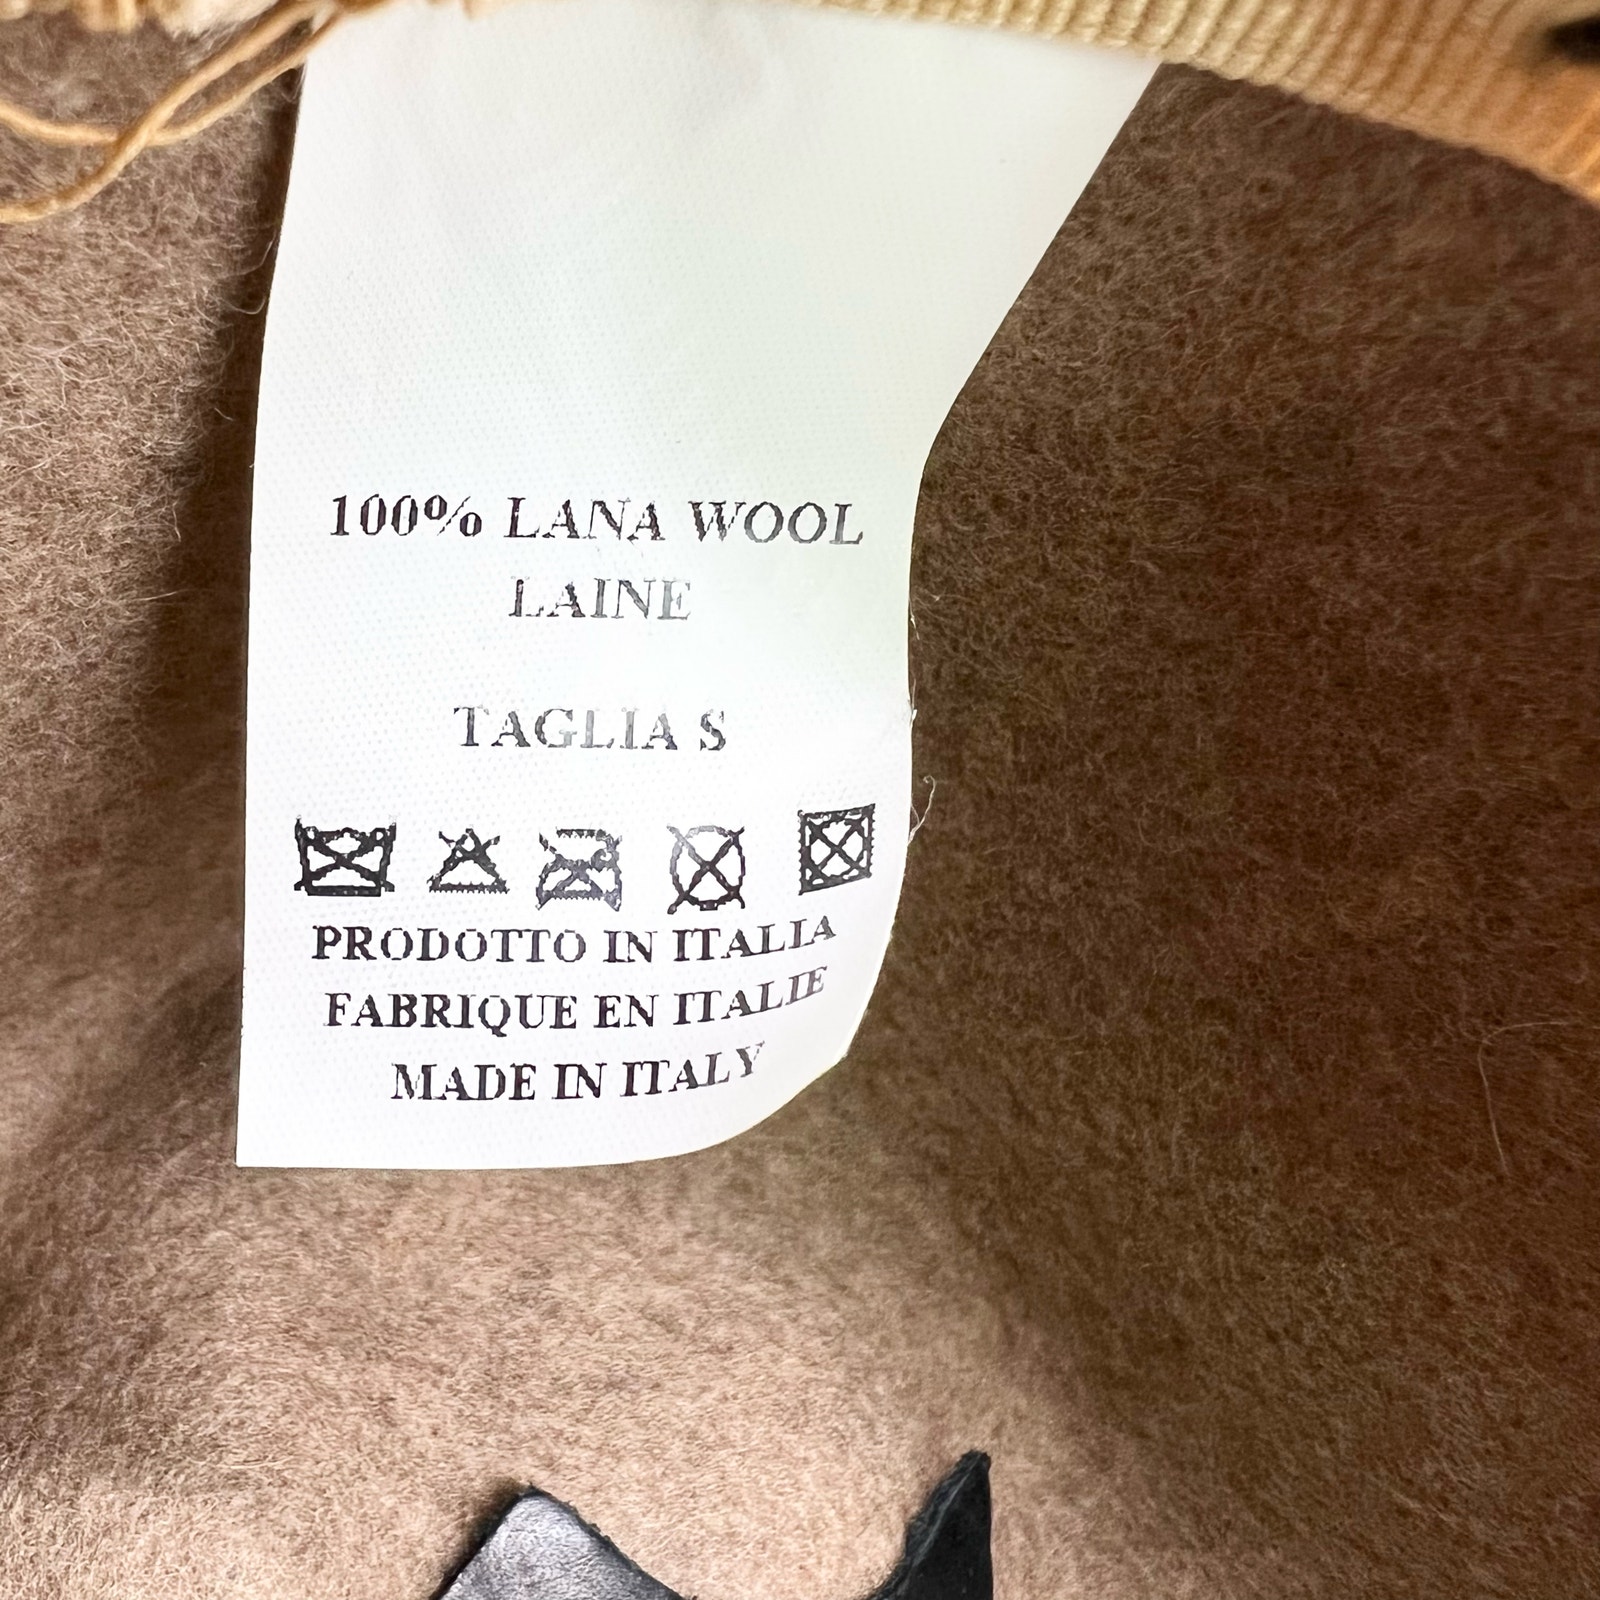 100% LANA WOOL
LAINE
TAGLIA S
PRODOTTO IN ITALIA
FABRIQUE EN ITALIE
MADE IN ITALY